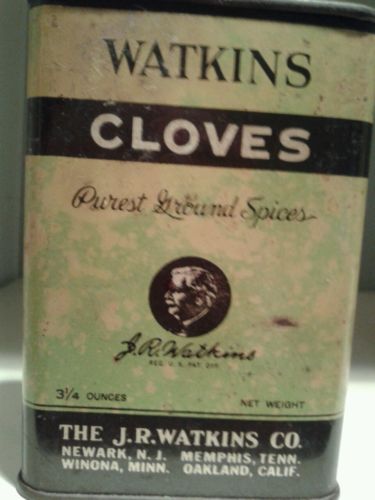 WATKINS
CLOVES
Purest Ground Spices
J.R. Watkins
REG. U. S. PAT. OFF.
3¼ OUNCES NET WEIGHT
THE J.R.WATKINS CO.
NEWARK, N. J. MEMPHIS, TENN.
WINONA, MINN. OAKLAND, CALIF.